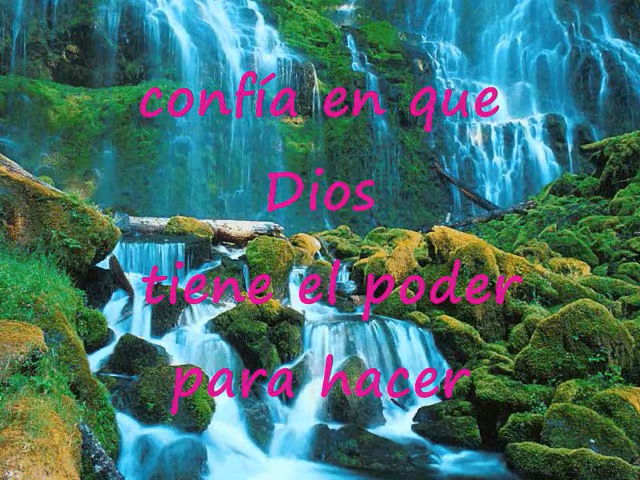 confía en que
Dios
tiene el poder
para hacer